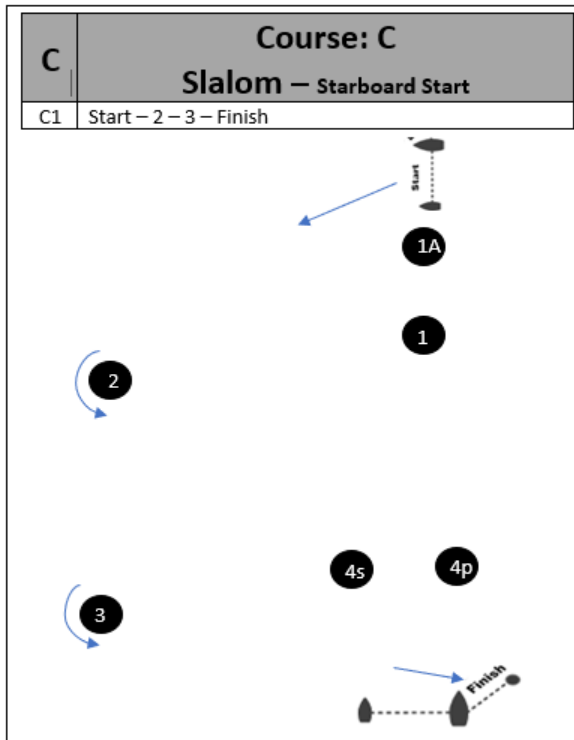 C
Course: C
Slalom – Starboard Start
C1 Start – 2 – 3 – Finish
Start
1A
1
2
4s
4p
3
Finish